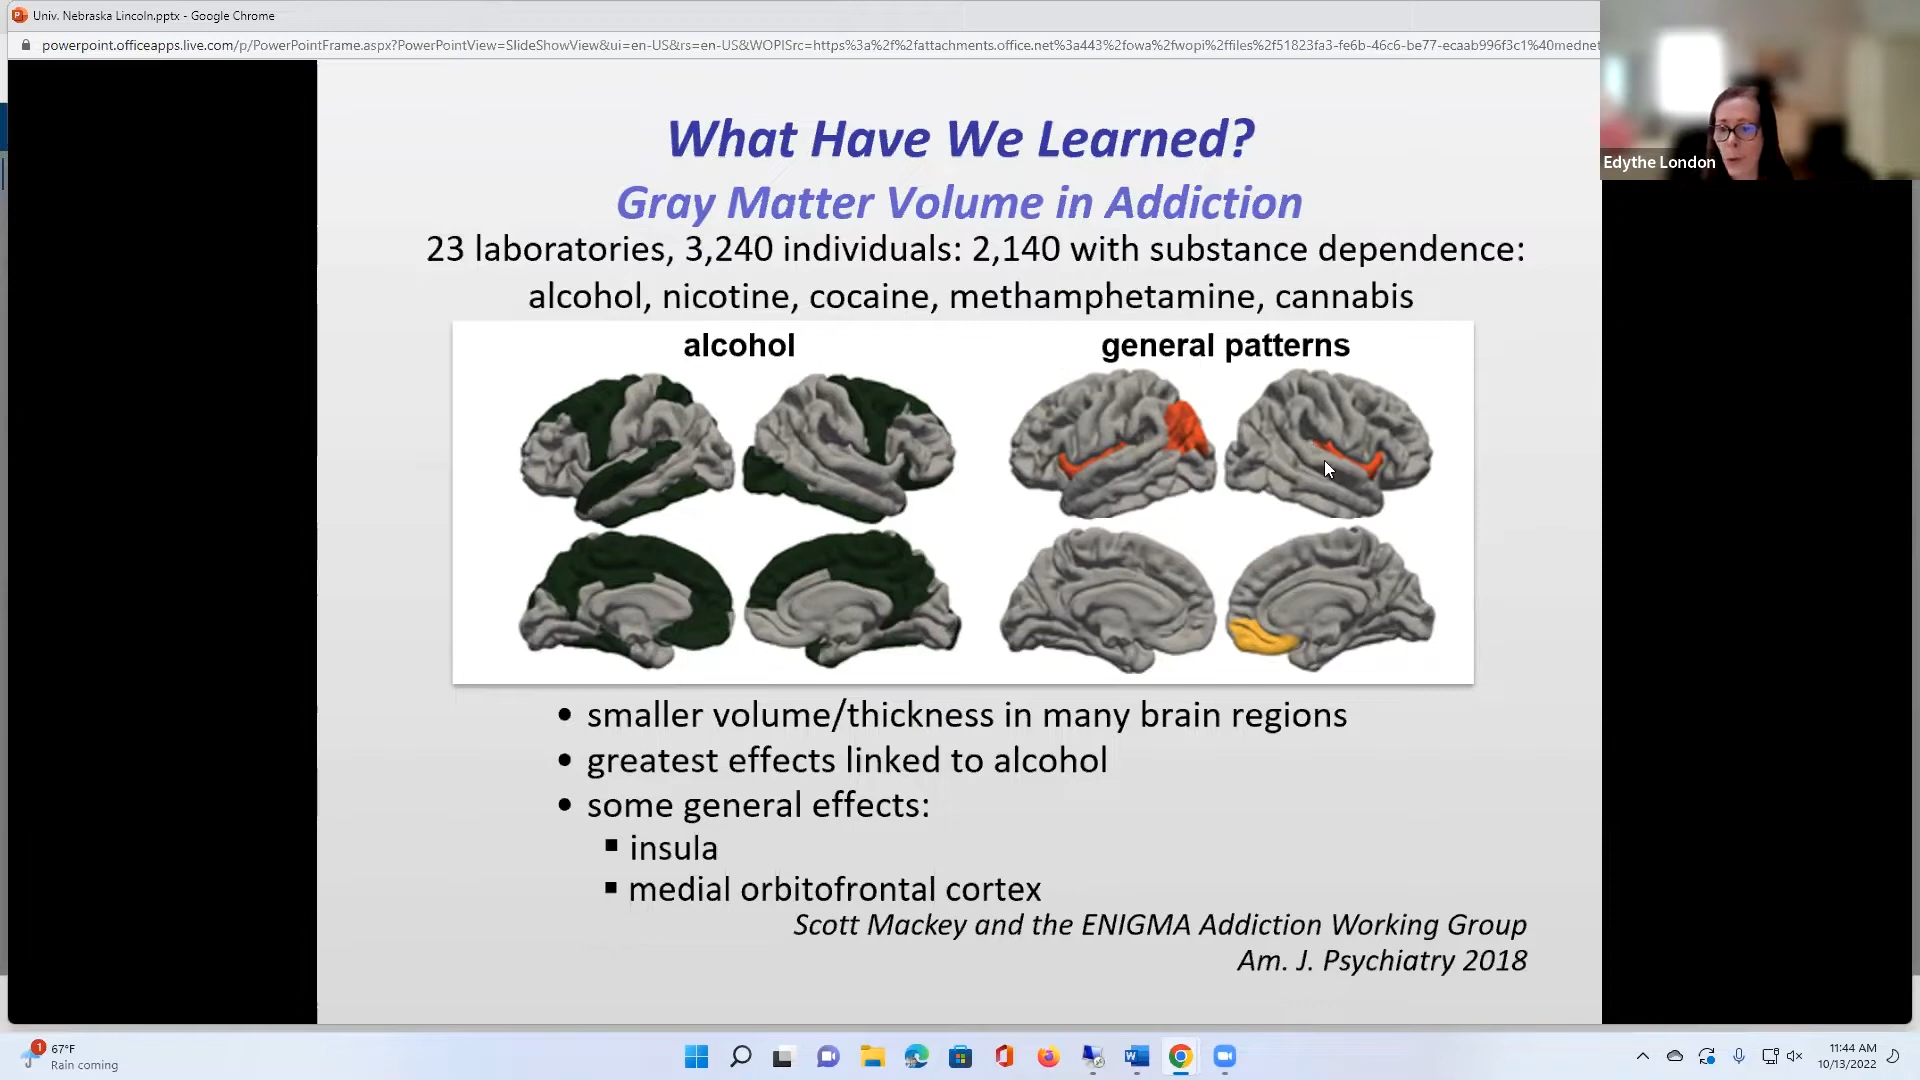 Univ. Nebraska Lincoln.pptx - Google Chrome
powerpoint.officeapps.live.com/p/PowerPointFrame.aspx?PowerPointView=SlideShowView&ui=en-US&rs=en-US&WOPISrc=https%3a%2f%2fattachments.office.net%3a443%2fowa%2fwopi%2ffiles%2f51823fa3-fe6b-46c6-be77-ecaab996f3c1%40mednet
Edythe London
What Have We Learned?
Gray Matter Volume in Addiction
23 laboratories, 3,240 individuals: 2,140 with substance dependence:
alcohol, nicotine, cocaine, methamphetamine, cannabis
alcohol
general patterns
• smaller volume/thickness in many brain regions
• greatest effects linked to alcohol
• some general effects:
▪ insula
▪ medial orbitofrontal cortex
Scott Mackey and the ENIGMA Addiction Working Group
Am. J. Psychiatry 2018
1
67°F
Rain coming
11:44 AM
10/13/2022